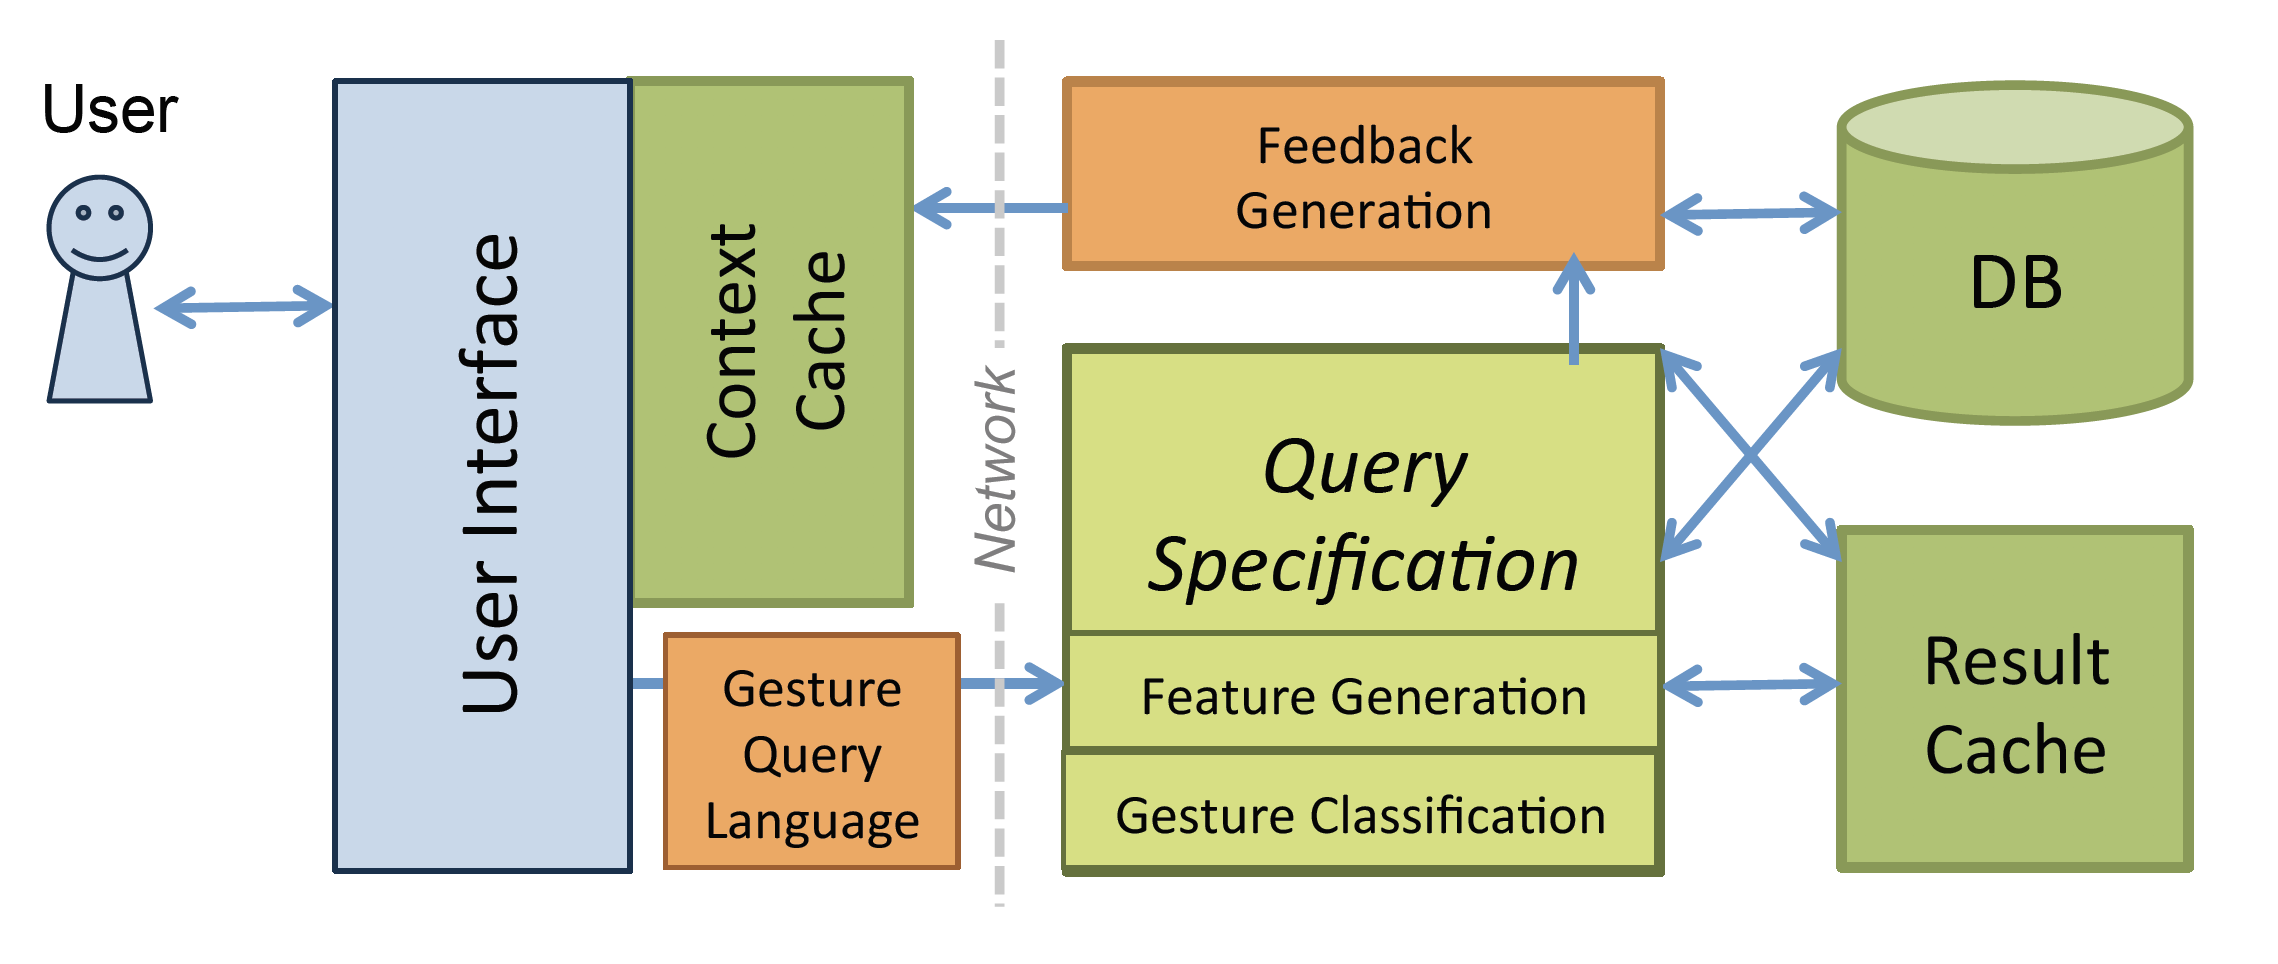 User
User Interface
Context
Cache
Gesture
Query
Language
Network
Feedback
Generation
Query
Specification
Feature Generation
Gesture Classification
DB
Result
Cache